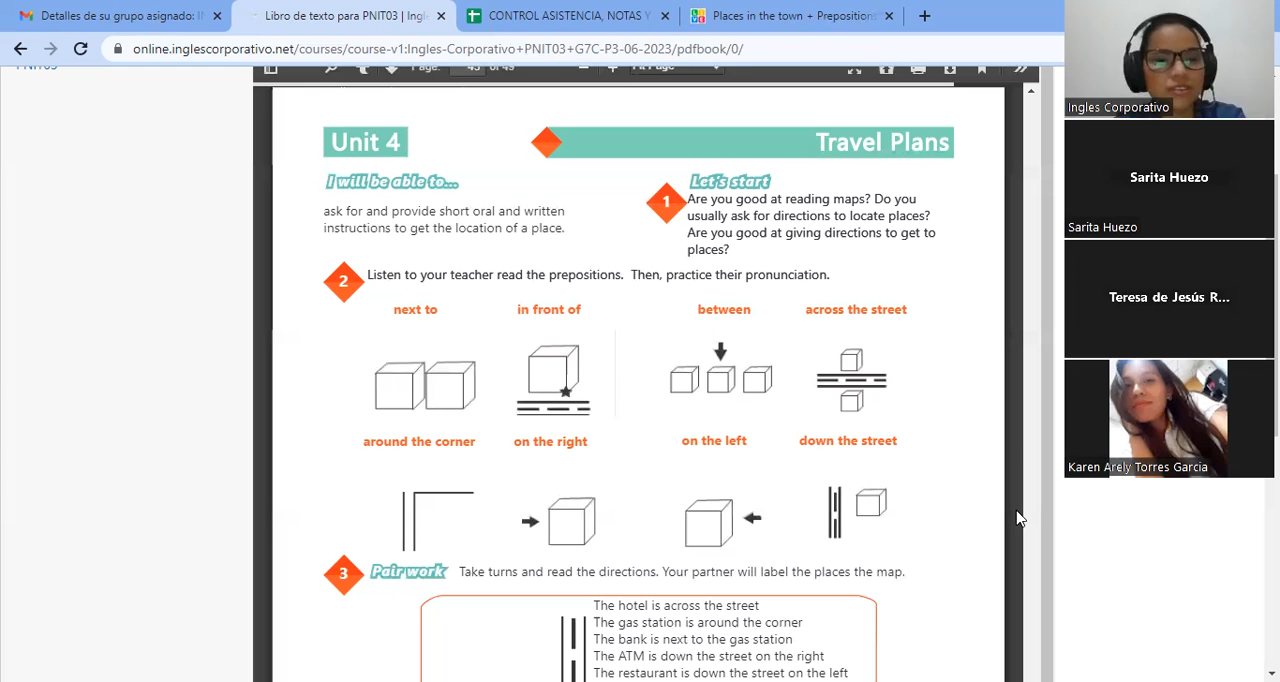 Detalles de su grupo asignado: IN
Libro de texto para PNIT03 | Ingl
CONTROL ASISTENCIA, NOTAS Y
Places in the town + Prepositions
online.inglescorporativo.net/courses/course-v1:Ingles-Corporativo+PNIT03+G7C-P3-06-2023/pdfbook/0/
PNIT03
Page: 43 of 49
Unit 4
Travel Plans
I will be able to...
ask for and provide short oral and written
instructions to get the location of a place.
1
Let's start
Are you good at reading maps? Do you
usually ask for directions to locate places?
Are you good at giving directions to get to
places?
2
Listen to your teacher read the prepositions. Then, practice their pronunciation.
next to in front of between across the street
around the corner on the right on the left down the street
3
Pair work Take turns and read the directions. Your partner will label the places the map.
The hotel is across the street
The gas station is around the corner
The bank is next to the gas station
The ATM is down the street on the right
The restaurant is down the street on the left
Ingles Corporativo
Sarita Huezo
Sarita Huezo
Teresa de Jesús R...
Karen Arely Torres Garcia